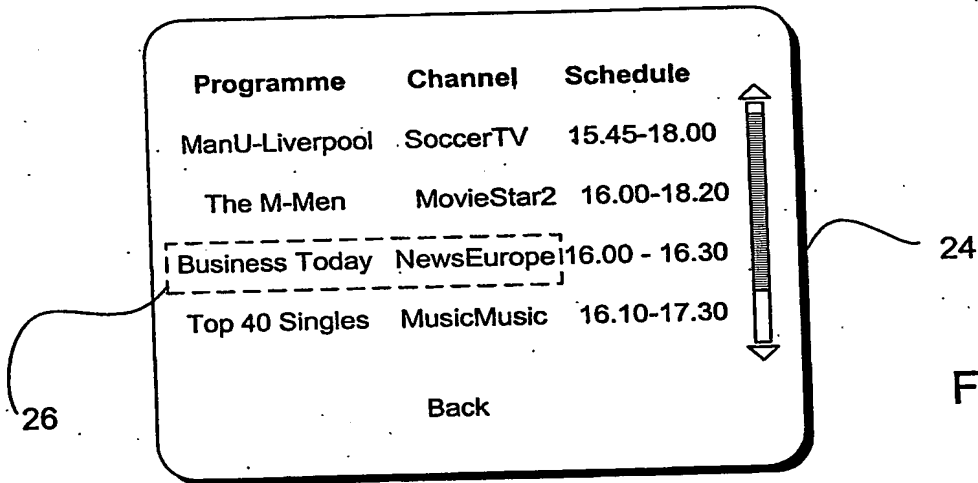 Programme Channel Schedule
ManU-Liverpool SoccerTV 15.45-18.00
The M-Men MovieStar2 16.00-18.20
Business Today NewsEurope 16.00 - 16.30
Top 40 Singles MusicMusic 16.10-17.30
Back
24
26
F